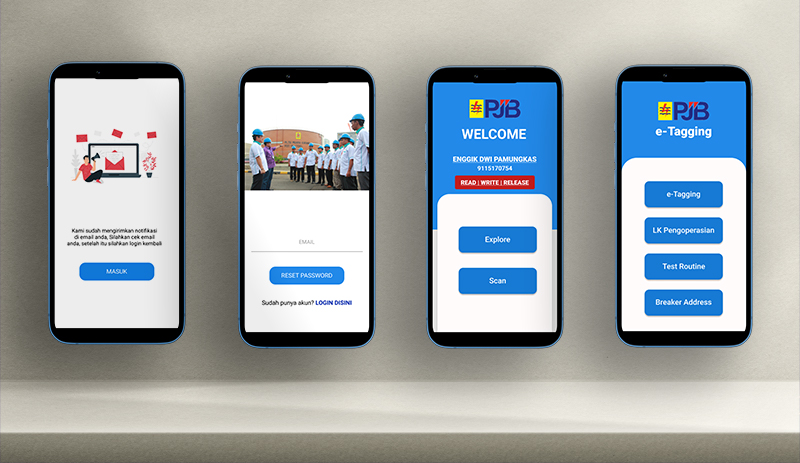 Kami sudah mengirimkan notifikasi
di email anda, Silahkan cek email
anda, setelah itu silahkan login kembali
MASUK
EMAIL
RESET PASSWORD
Sudah punya akun? LOGIN DISINI
PJB
WELCOME
ENGGIK DWI PAMUNGKAS
9115170754
READ | WRITE | RELEASE
Explore
Scan
PJB
e-Tagging
e-Tagging
LK Pengoperasian
Test Routine
Breaker Address